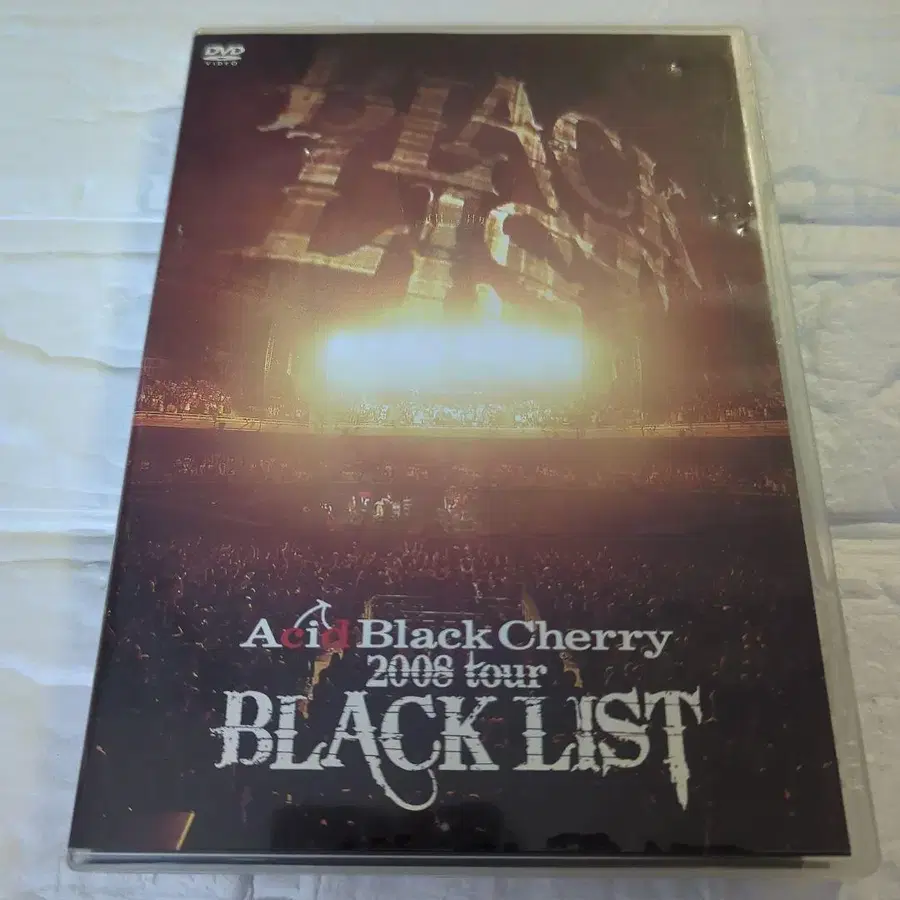 DVD
VIDEO
BLACK
LIST
Acid Black Cherry
2008 tour
BLACK LIST